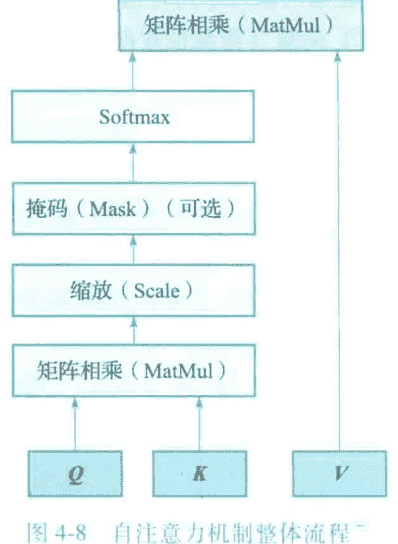 矩阵相乘（MatMul）
Softmax
掩码（Mask）（可选）
缩放（Scale）
矩阵相乘（MatMul）
Q K V
图 4-8 自注意力机制整体流程